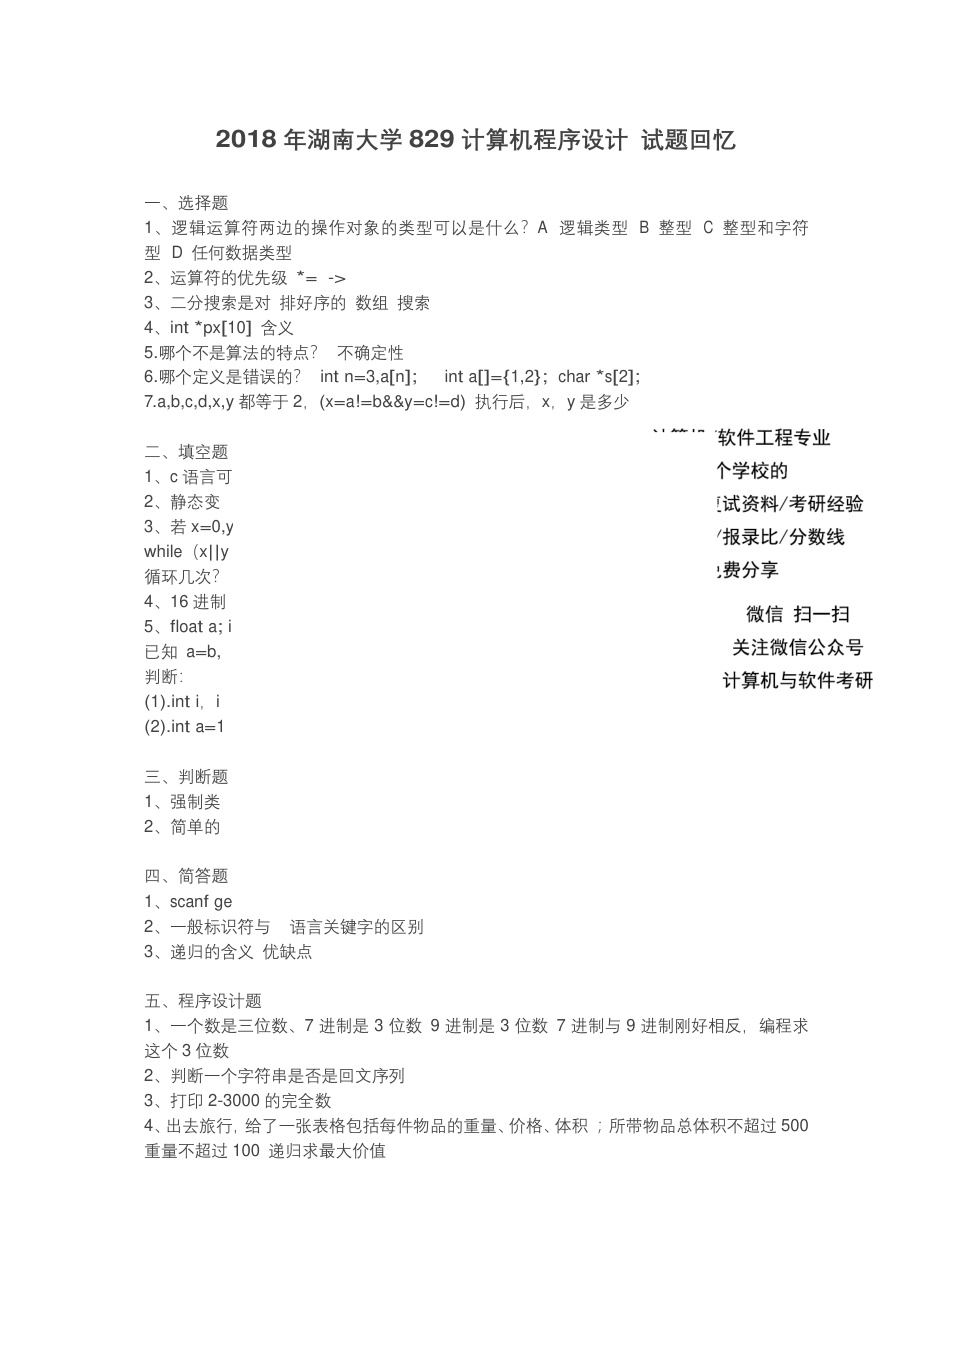 2018 年湖南大学 829 计算机程序设计 试题回忆
一、选择题
1、逻辑运算符两边的操作对象的类型可以是什么？A 逻辑类型 B 整型 C 整型和字符
型 D 任何数据类型
2、运算符的优先级 *= ->
3、二分搜索是对 排好序的 数组 搜索
4、int *px[10] 含义
5.哪个不是算法的特点？ 不确定性
6.哪个定义是错误的？ int n=3,a[n]； int a[]={1,2}；char *s[2]；
7.a,b,c,d,x,y 都等于 2，(x=a!=b&&y=c!=d) 执行后，x，y 是多少
软件工程专业
二、填空题
个学校的
1、c 语言可
2、静态变
试资料/考研经验
3、若 x=0,y
/报录比/分数线
while（x||y
费分享
循环几次？
4、16 进制
微信 扫一扫
5、float a; i
关注微信公众号
已知 a=b,
判断：
计算机与软件考研
(1).int i，i
(2).int a=1
三、判断题
1、强制类
2、简单的
四、简答题
1、scanf ge
2、一般标识符与 语言关键字的区别
3、递归的含义 优缺点
五、程序设计题
1、一个数是三位数、7 进制是 3 位数 9 进制是 3 位数 7 进制与 9 进制刚好相反，编程求
这个 3 位数
2、判断一个字符串是否是回文序列
3、打印 2-3000 的完全数
4、出去旅行，给了一张表格包括每件物品的重量、价格、体积 ；所带物品总体积不超过 500
重量不超过 100 递归求最大价值